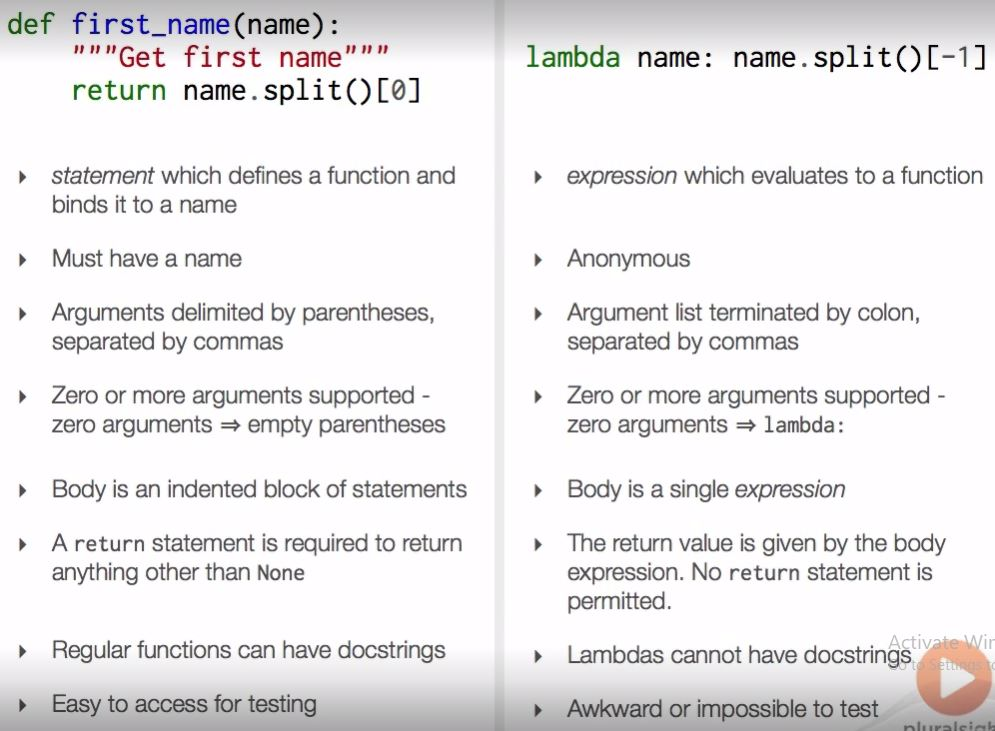 def first_name(name):
"""Get first name"""
return name.split()[0]
‣ statement which defines a function and
binds it to a name
‣ Must have a name
‣ Arguments delimited by parentheses,
separated by commas
‣ Zero or more arguments supported -
zero arguments ⇒ empty parentheses
‣ Body is an indented block of statements
‣ A return statement is required to return
anything other than None
‣ Regular functions can have docstrings
‣ Easy to access for testing
lambda name: name.split()[-1]
‣ expression which evaluates to a function
‣ Anonymous
‣ Argument list terminated by colon,
separated by commas
‣ Zero or more arguments supported -
zero arguments ⇒ lambda:
‣ Body is a single expression
‣ The return value is given by the body
expression. No return statement is
permitted.
‣ Lambdas cannot have docstrings
‣ Awkward or impossible to test
Activate Win
to Settings to
pluralsigh